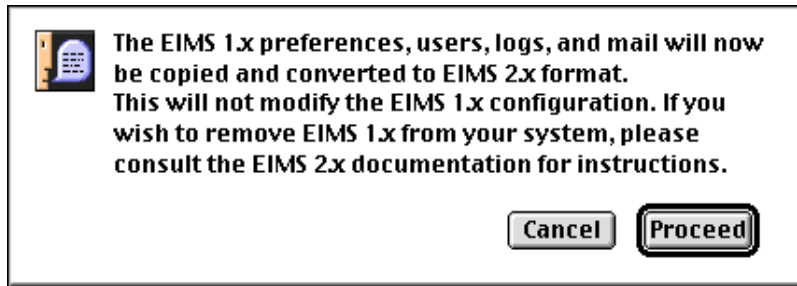 The EIMS 1.x preferences, users, logs, and mail will now
be copied and converted to EIMS 2.x format.
This will not modify the EIMS 1.x configuration. If you
wish to remove EIMS 1.x from your system, please
consult the EIMS 2.x documentation for instructions.
Cancel Proceed